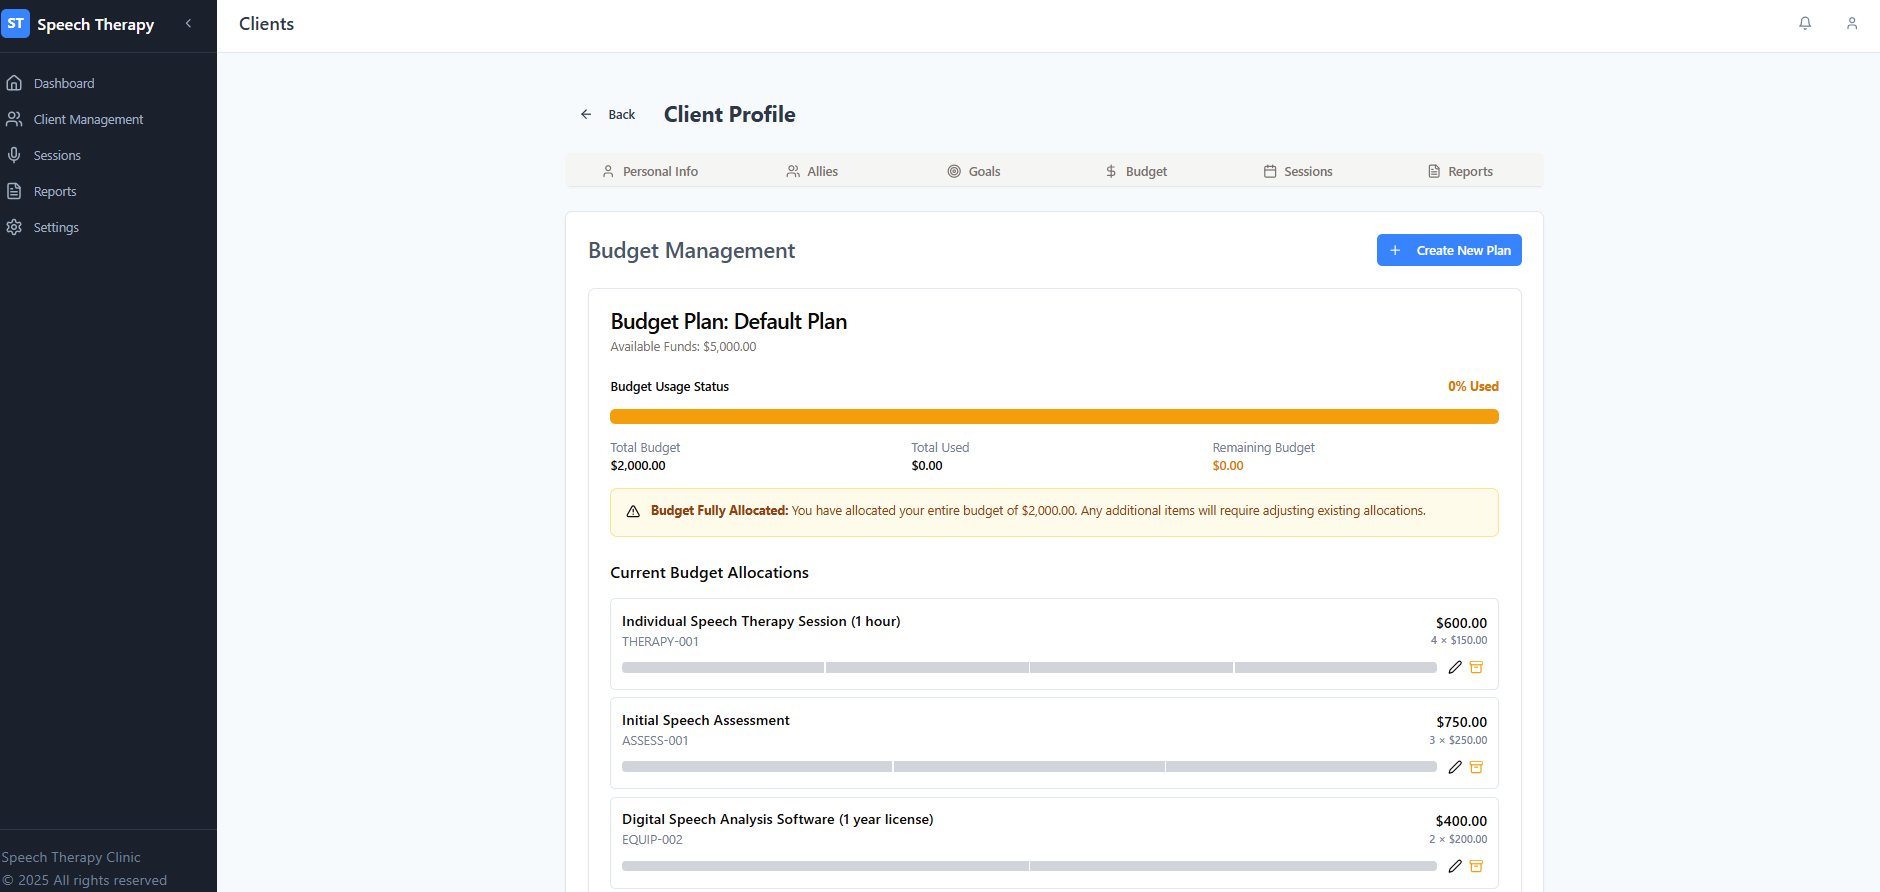 ST Speech Therapy
Clients
Dashboard
Client Management
Sessions
Reports
Settings
Back Client Profile
Personal Info Allies Goals Budget Sessions Reports
Budget Management
Create New Plan
Budget Plan: Default Plan
Available Funds: $5,000.00
Budget Usage Status 0% Used
Total Budget Total Used Remaining Budget
$2,000.00 $0.00 $0.00
Budget Fully Allocated: You have allocated your entire budget of $2,000.00. Any additional items will require adjusting existing allocations.
Current Budget Allocations
Individual Speech Therapy Session (1 hour) $600.00
THERAPY-001 4 × $150.00
Initial Speech Assessment $750.00
ASSESS-001 3 × $250.00
Digital Speech Analysis Software (1 year license) $400.00
EQUIP-002 2 × $200.00
Speech Therapy Clinic
© 2025 All rights reserved